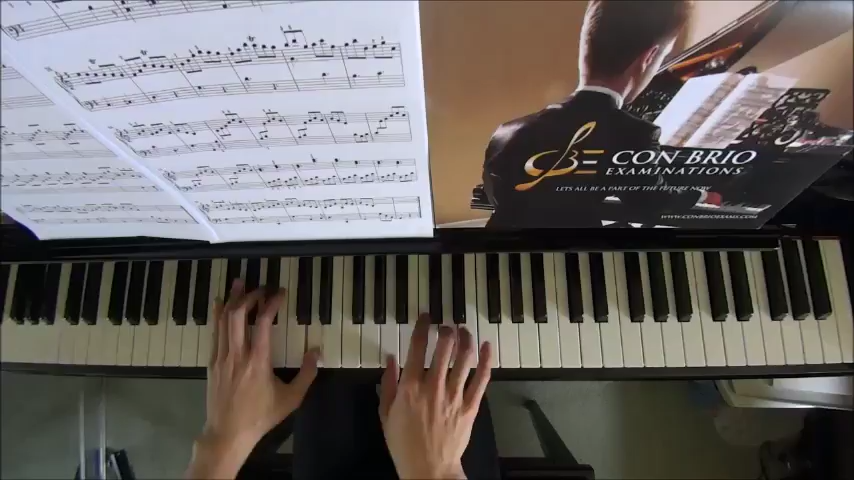 CON BRIO
EXAMINATIONS
LETS ALL BE A PART OF THE FUTURE NOW
WWW.CONBRIOEXAMS.COM